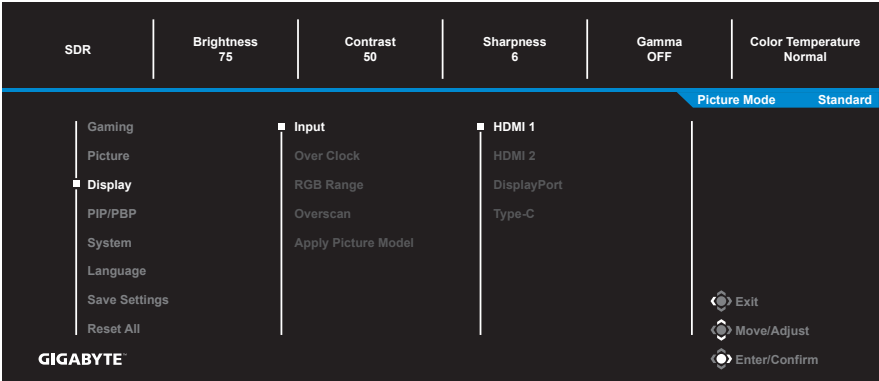 SDR
Brightness
75
Contrast
50
Sharpness
6
Gamma
OFF
Color Temperature
Normal
Picture Mode Standard
Gaming
Picture
Display
PIP/PBP
System
Language
Save Settings
Reset All
Input
Over Clock
RGB Range
Overscan
Apply Picture Model
HDMI 1
HDMI 2
DisplayPort
Type-C
Exit
Move/Adjust
Enter/Confirm
GIGABYTE™